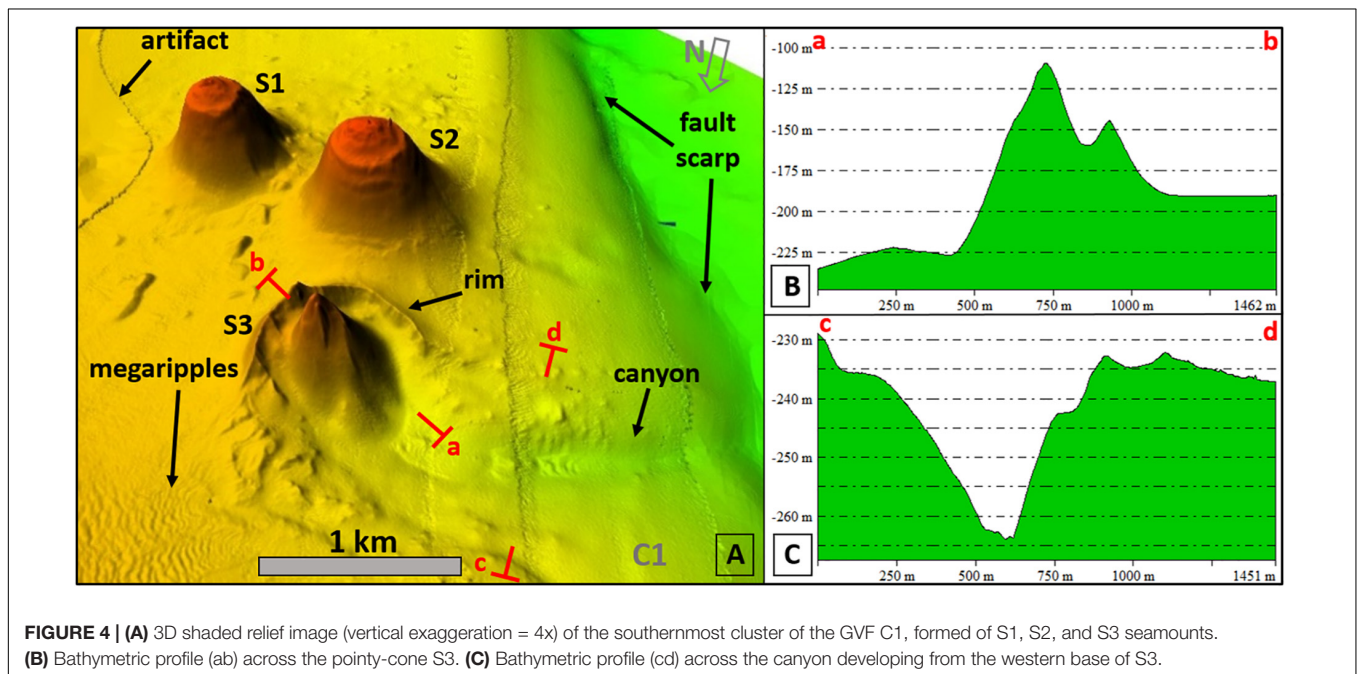 artifact
S1
S2
N
fault
scarp
b
rim
S3
d
megaripples
canyon
a
1 km
c
C1
A
a
b
-100 m
-125 m
-150 m
-175 m
-200 m
-225 m
B
250 m
500 m
750 m
1000 m
1462 m
c
d
-230 m
-240 m
-250 m
-260 m
C
250 m
500 m
750 m
1000 m
1451 m
FIGURE 4 | (A) 3D shaded relief image (vertical exaggeration = 4x) of the southernmost cluster of the GVF C1, formed of S1, S2, and S3 seamounts.
(B) Bathymetric profile (ab) across the pointy-cone S3. (C) Bathymetric profile (cd) across the canyon developing from the western base of S3.